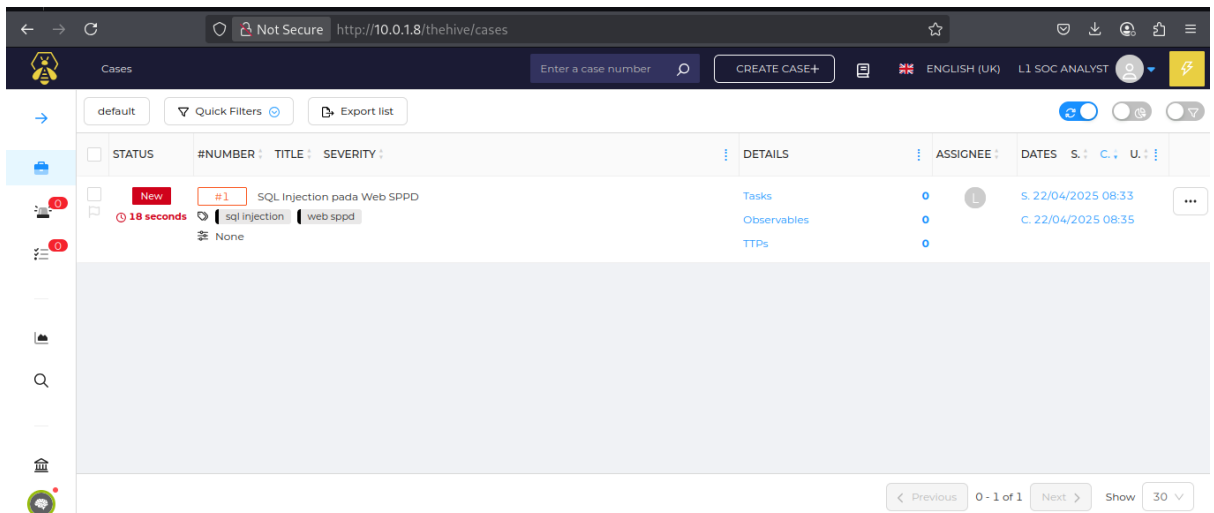 Not Secure http://10.0.1.8/thehive/cases
Cases Enter a case number CREATE CASE+ ENGLISH (UK) L1 SOC ANALYST
default Quick Filters Export list
STATUS #NUMBER TITLE SEVERITY DETAILS ASSIGNEE DATES S. C. U.
New #1 SQL Injection pada Web SPPD Tasks 0 L S. 22/04/2025 08:33 ...
0
18 seconds sql injection web sppd Observables 0 C. 22/04/2025 08:35
None TTPs 0
0
Previous 0 - 1 of 1 Next Show 30